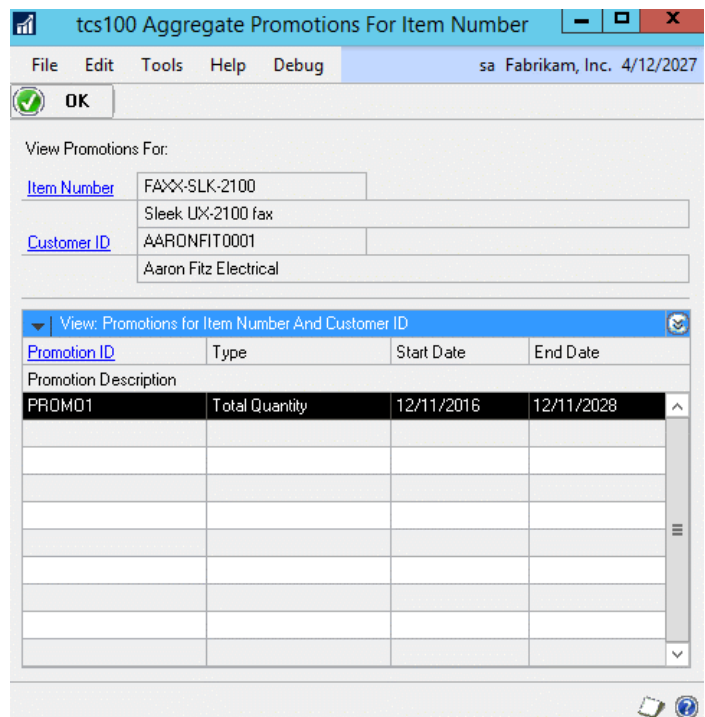 tcs100 Aggregate Promotions For Item Number
File Edit Tools Help Debug sa Fabrikam, Inc. 4/12/2027
OK
View Promotions For:
Item Number FAXX-SLK-2100
Sleek UX-2100 fax
Customer ID AARONFIT0001
Aaron Fitz Electrical
View: Promotions for Item Number And Customer ID
Promotion ID Type Start Date End Date
Promotion Description
PROMO1 Total Quantity 12/11/2016 12/11/2028